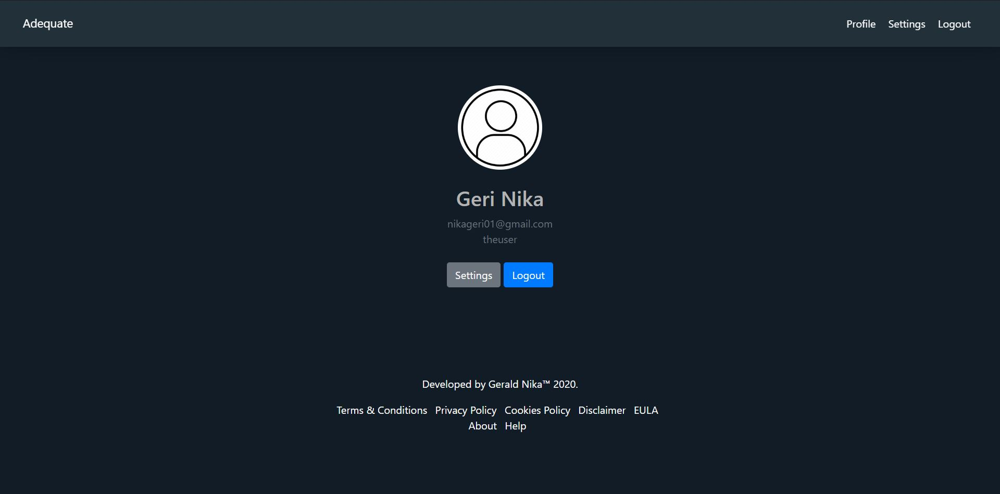 Adequate Profile Settings Logout
Geri Nika
nikageri01@gmail.com
theuser
Settings Logout
Developed by Gerald Nika™ 2020.
Terms & Conditions Privacy Policy Cookies Policy Disclaimer EULA
About Help